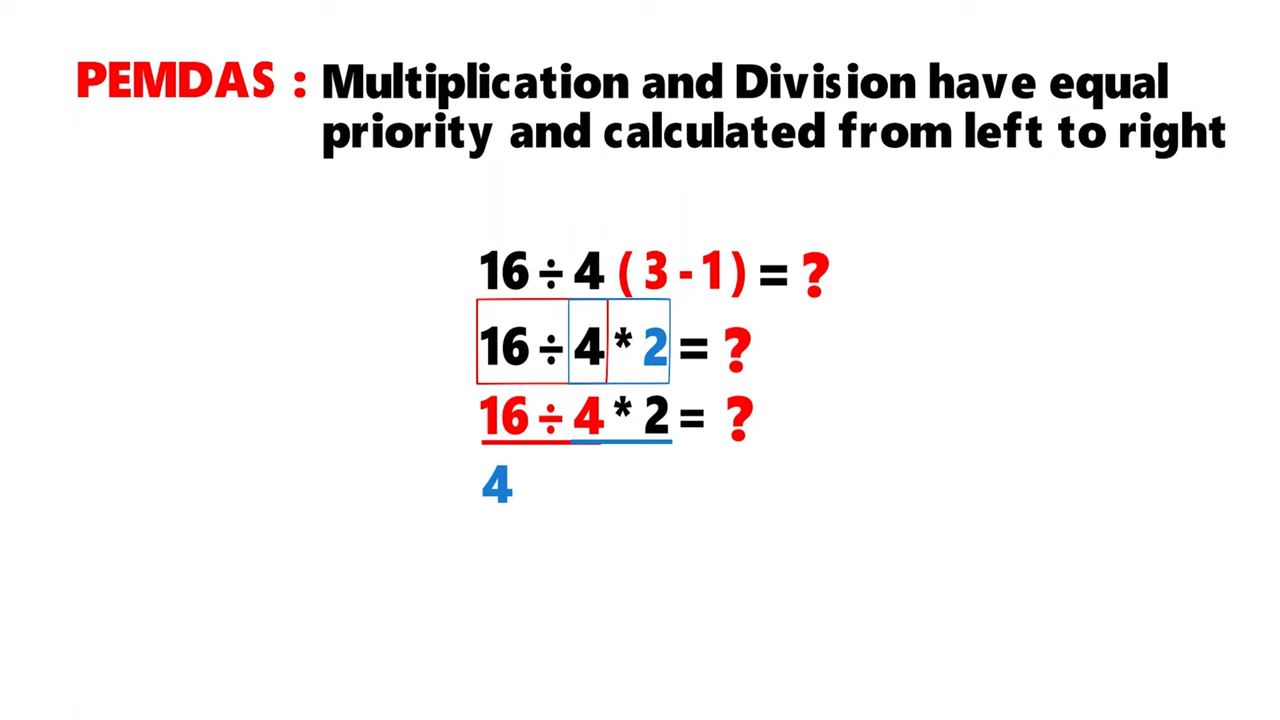 PEMDAS : Multiplication and Division have equal
priority and calculated from left to right
16 ÷ 4 ( 3 - 1 ) = ?
16 ÷ 4 * 2 = ?
16 ÷ 4 * 2 = ?
4